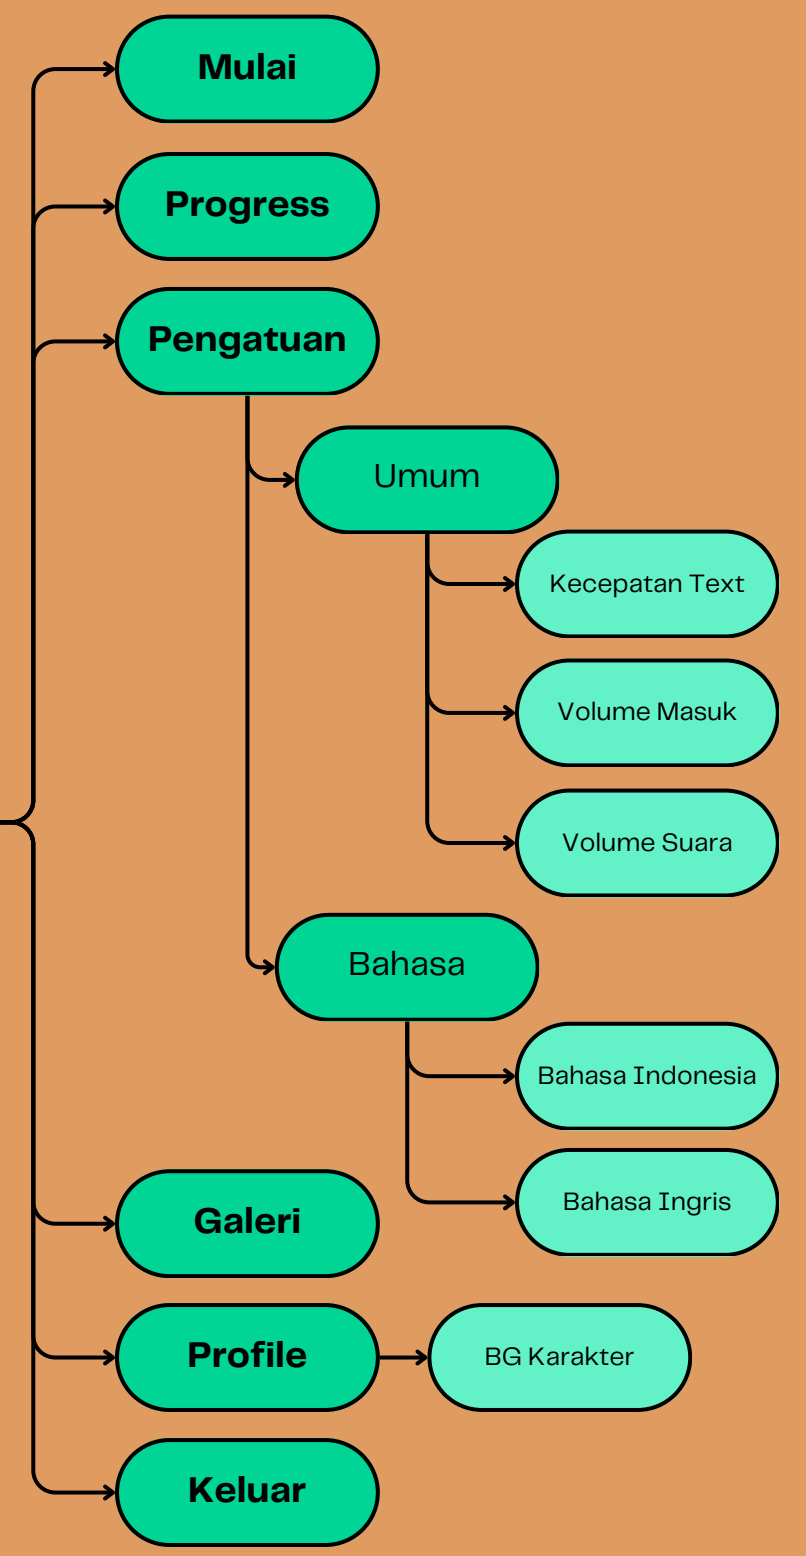 Mulai
Progress
Pengatuan
Umum
Kecepatan Text
Volume Masuk
Volume Suara
Bahasa
Bahasa Indonesia
Bahasa Ingris
Galeri
Profile
BG Karakter
Keluar